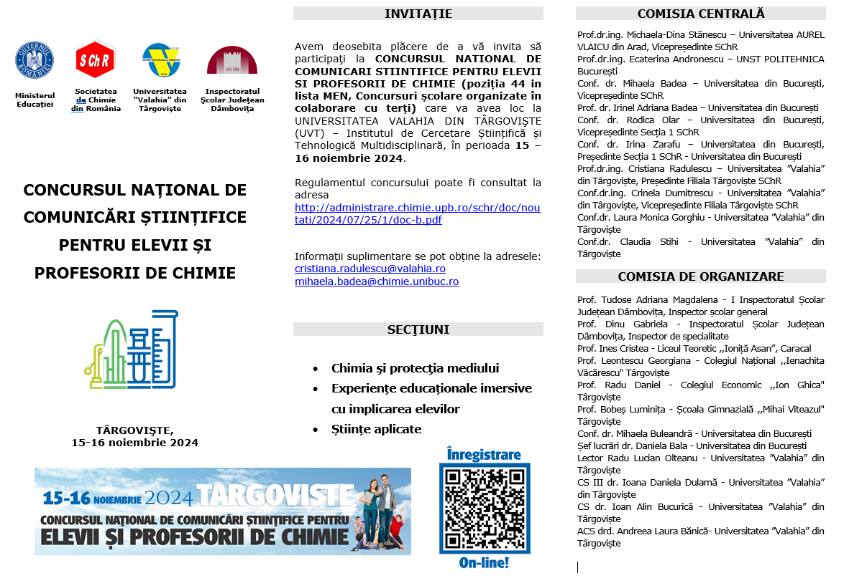 GUVERNUL ROMÂNIEI
SChR
Ministerul
Educației
Societatea
de Chimie
din România
Universitatea
“Valahia” din
Târgoviște
Inspectoratul
Școlar Județean
Dâmbovița
CONCURSUL NAȚIONAL DE
COMUNICĂRI ȘTIINȚIFICE
PENTRU ELEVII ȘI
PROFESORII DE CHIMIE
TÂRGOVIȘTE,
15-16 noiembrie 2024
15-16 NOIEMBRIE 2024 TÂRGOVISTE
CONCURSUL NAȚIONAL DE COMUNICĂRI ȘTIINȚIFICE PENTRU
ELEVII ȘI PROFESORII DE CHIMIE
INVITAȚIE
Avem deosebita plăcere de a vă invita să
participați la CONCURSUL NATIONAL DE
COMUNICARI STIINTIFICE PENTRU ELEVII
SI PROFESORII DE CHIMIE (poziția 44 in
lista MEN, Concursuri școlare organizate în
colaborare cu terți) care va avea loc la
UNIVERSITATEA VALAHIA DIN TÂRGOVIŞTE
(UVT) – Institutul de Cercetare Științifică și
Tehnologică Multidisciplinară, în perioada 15 –
16 noiembrie 2024.
Regulamentul concursului poate fi consultat la
adresa
http://administrare.chimie.upb.ro/schr/doc/nou
tati/2024/07/25/1/doc-b.pdf
Informații suplimentare se pot obține la adresele:
cristiana.radulescu@valahia.ro
mihaela.badea@chimie.unibuc.ro
SECŢIUNI
• Chimia şi protecţia mediului
• Experiențe educaționale imersive
cu implicarea elevilor
• Științe aplicate
Înregistrare
On-line!
COMISIA CENTRALĂ
Prof.dr.ing. Michaela-Dina Stănescu – Universitatea AUREL
VLAICU din Arad, Vicepreședinte SChR
Prof.dr.ing. Ecaterina Andronescu – UNST POLITEHNICA
București
Conf. dr. Mihaela Badea – Universitatea din București,
Vicepreședinte SChR
Prof. dr. Irinel Adriana Badea – Universitatea din București
Conf. dr. Rodica Olar – Universitatea din București,
Vicepreședinte Secția 1 SChR
Conf. dr. Irina Zarafu – Universitatea din București,
Președinte Secția 1 SChR - Universitatea din București
Prof.dr.ing. Cristiana Radulescu – Universitatea “Valahia”
din Târgoviște, Președinte Filiala Târgoviște SChR
Conf.dr.ing. Crinela Dumitrescu - Universitatea “Valahia”
din Târgoviște, Vicepreședinte Filiala Târgoviște SChR
Conf.dr. Laura Monica Gorghiu - Universitatea “Valahia” din
Târgoviște
Conf.dr. Claudia Stihi - Universitatea “Valahia” din
Târgoviște
COMISIA DE ORGANIZARE
Prof. Tudose Adriana Magdalena - I Inspectoratul Școlar
Județean Dâmbovița, Inspector școlar general
Prof. Dinu Gabriela - Inspectoratul Școlar Județean
Dâmbovița, Inspector de specialitate
Prof. Ines Cristea - Liceul Teoretic ,,Ioniță Asan”, Caracal
Prof. Leontescu Georgiana - Colegiul Național ,,Ienachita
Văcărescu" Târgoviște
Prof. Radu Daniel - Colegiul Economic ,,Ion Ghica"
Târgoviște
Prof. Bobeș Luminița - Școala Gimnazială ,,Mihai Viteazul"
Târgoviște
Conf. dr. Mihaela Buleandră - Universitatea din București
Șef lucrări dr. Daniela Bala - Universitatea din București
Lector Radu Lucian Olteanu - Universitatea “Valahia” din
Târgoviște
CS III dr. Ioana Daniela Dulamă - Universitatea “Valahia”
din Târgoviște
CS dr. Ioan Alin Bucurică - Universitatea “Valahia” din
Târgoviște
ACS drd. Andreea Laura Bănică- Universitatea “Valahia” din
Târgoviște